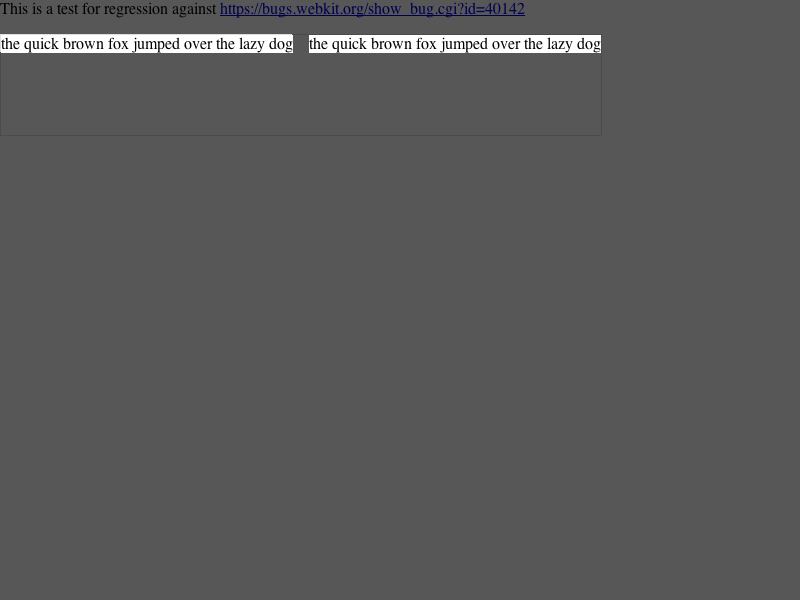 This is a test for regression against https://bugs.webkit.org/show_bug.cgi?id=40142
the quick brown fox jumped over the lazy dog the quick brown fox jumped over the lazy dog